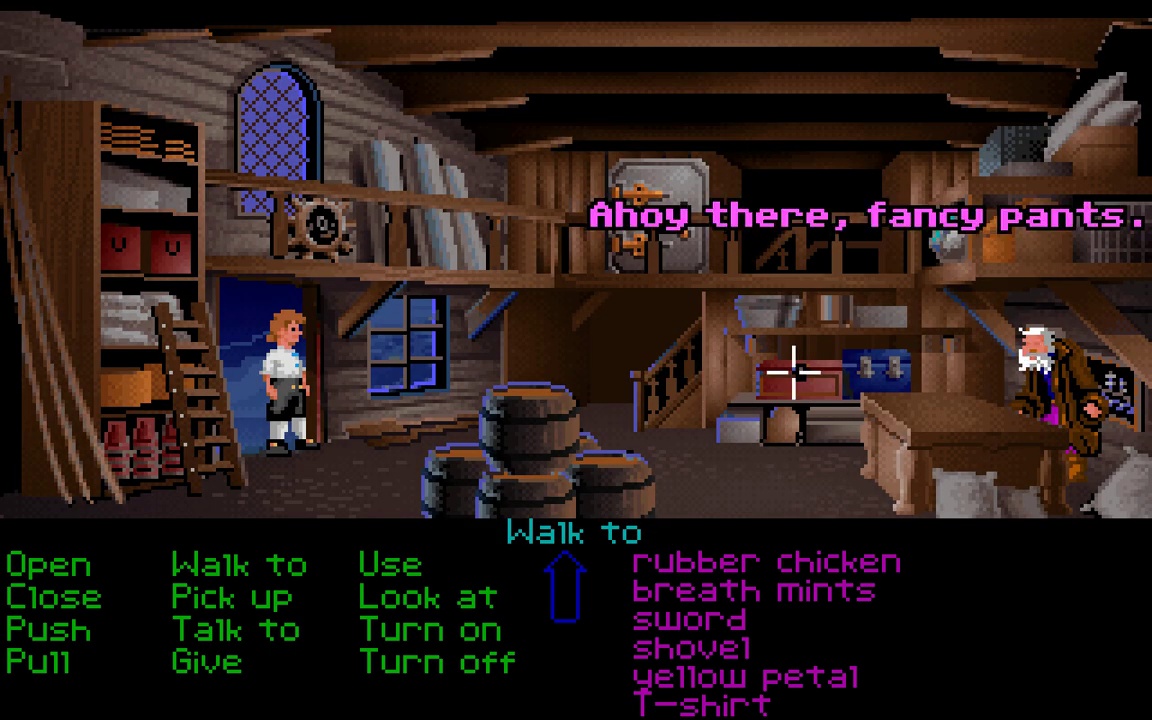 Ahoy there, fancy pants.
Walk to
Open Walk to Use
Close Pick up Look at
Push Talk to Turn on
Pull Give Turn off
rubber chicken
breath mints
sword
shovel
yellow petal
T-shirt